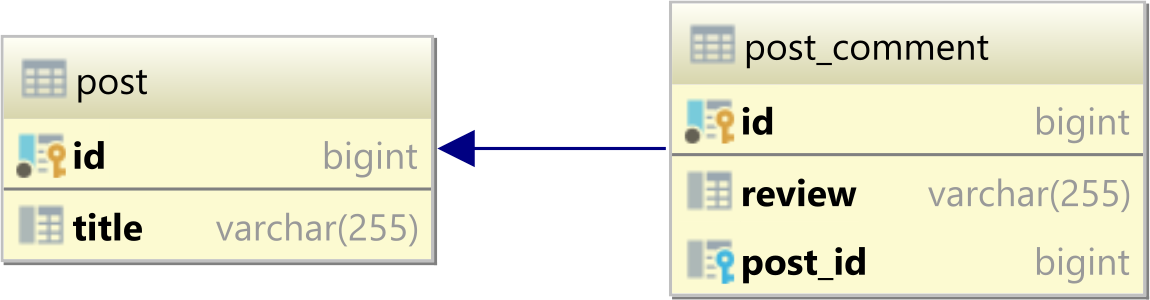 post
id bigint
title varchar(255)
post_comment
id bigint
review varchar(255)
post_id bigint